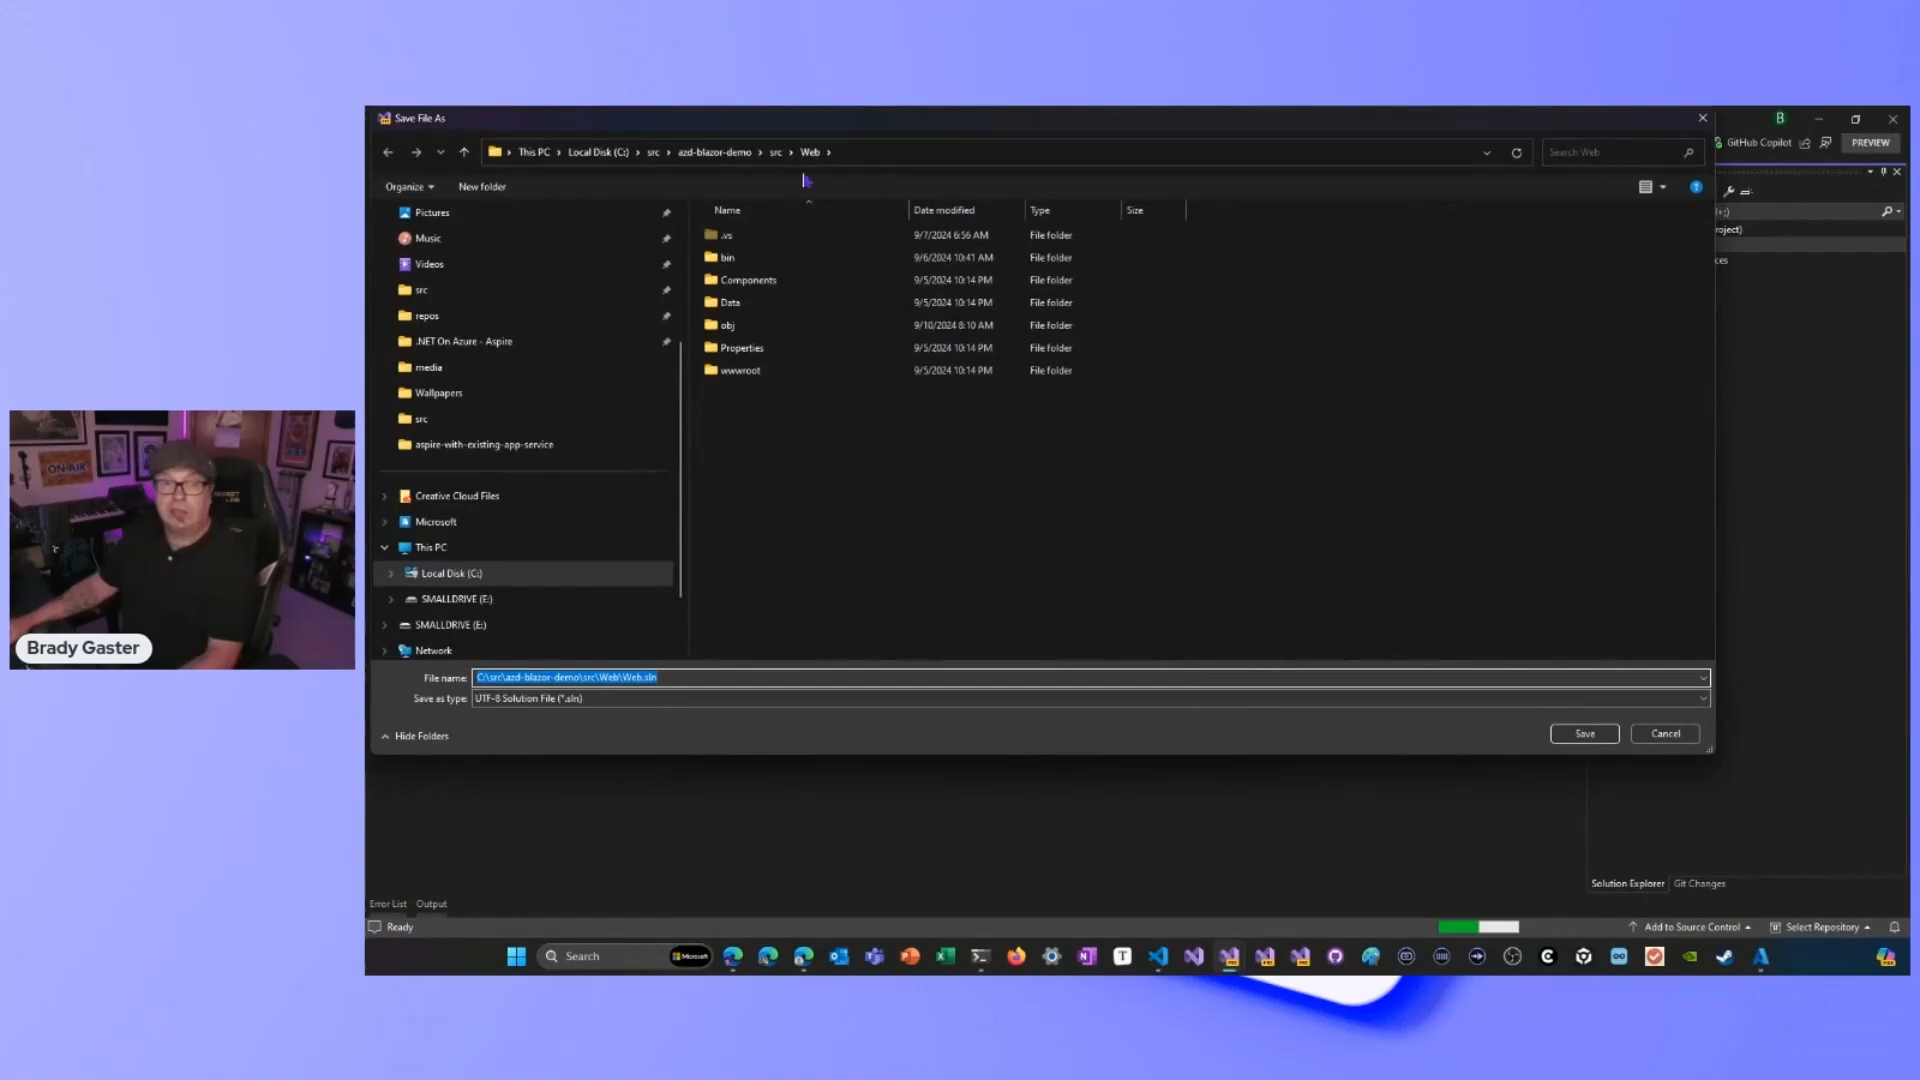 Save File As
B
This PC > Local Disk (C:) > src > azd-blazor-demo > src > Web >
Search Web
GitHub Copilot
PREVIEW
Organize
New folder
Name
Date modified
Type
Size
Pictures
Music
Videos
src
repos
.NET On Azure - Aspire
media
Wallpapers
src
aspire-with-existing-app-service
Creative Cloud Files
Microsoft
This PC
Local Disk (C:)
SMALLDRIVE (E:)
SMALLDRIVE (E:)
Network
.vs 9/7/2024 6:56 AM File folder
bin 9/6/2024 10:41 AM File folder
Components 9/5/2024 10:14 PM File folder
Data 9/5/2024 10:14 PM File folder
obj 9/10/2024 8:10 AM File folder
Properties 9/5/2024 10:14 PM File folder
wwwroot 9/5/2024 10:14 PM File folder
roject)
ces
ON AIR
Brady Gaster
File name: C:\src\azd-blazor-demo\src\Web\Web.sln
Save as type: UTF-8 Solution File (*.sln)
Hide Folders
Save
Cancel
Solution Explorer
Git Changes
Error List
Output
Ready
Add to Source Control
Select Repository
Search
Microsoft